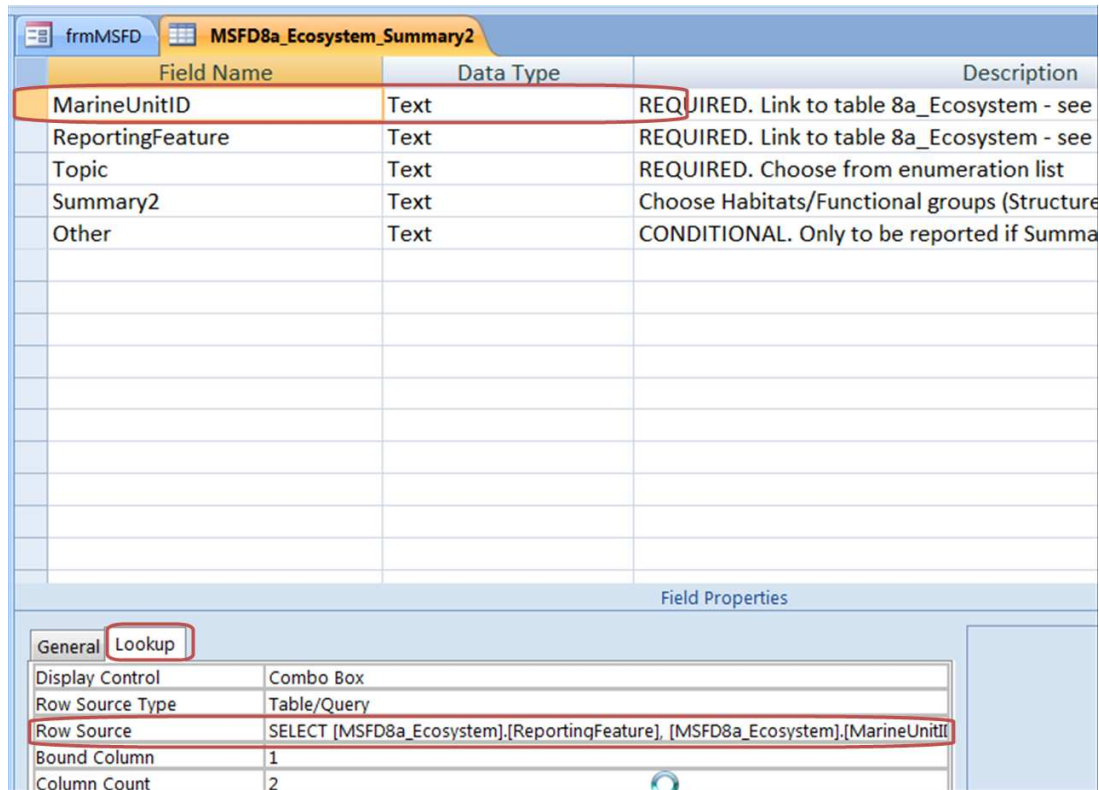 frmMSFD MSFD8a_Ecosystem_Summary2
Field Name Data Type Description
MarineUnitID Text REQUIRED. Link to table 8a_Ecosystem - see
ReportingFeature Text REQUIRED. Link to table 8a_Ecosystem - see
Topic Text REQUIRED. Choose from enumeration list
Summary2 Text Choose Habitats/Functional groups (Structure
Other Text CONDITIONAL. Only to be reported if Summa
Field Properties
General Lookup
Display Control Combo Box
Row Source Type Table/Query
Row Source SELECT [MSFD8a_Ecosystem].[ReportingFeature], [MSFD8a_Ecosystem].[MarineUnitID
Bound Column 1
Column Count 2